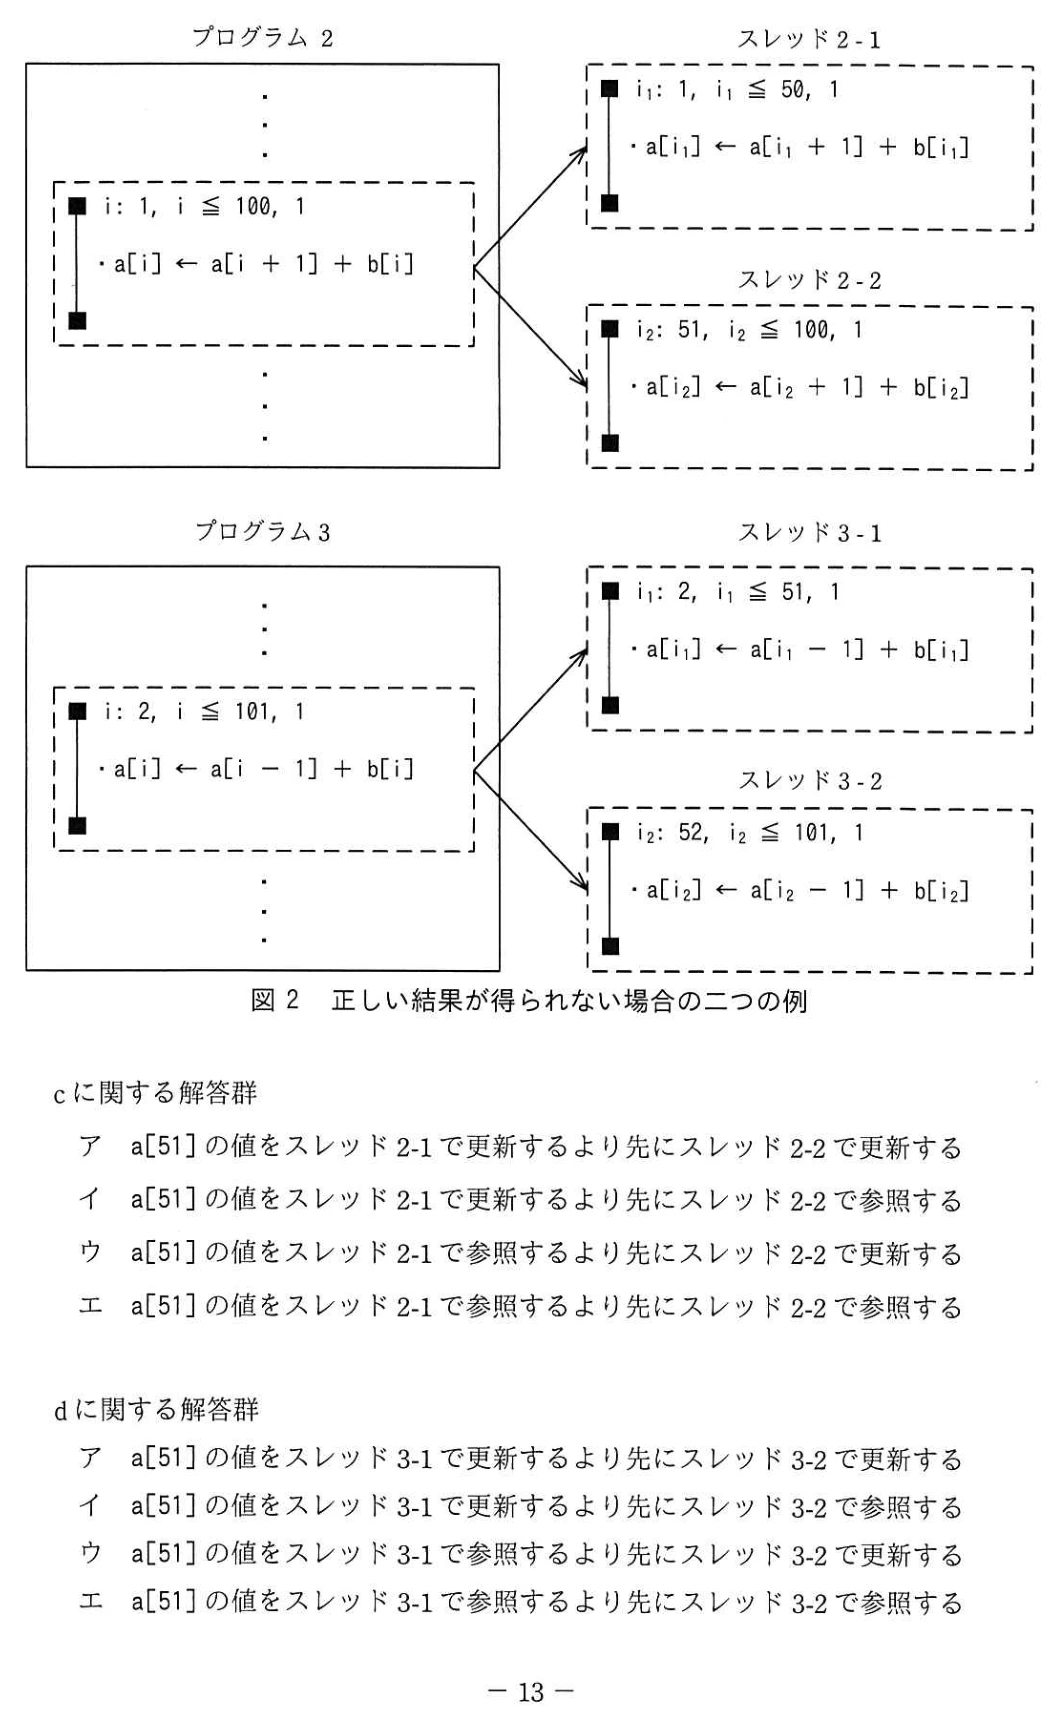 プログラム 2
i: 1, i ≦ 100, 1
・a[i] ← a[i + 1] + b[i]
スレッド 2-1
i₁: 1, i₁ ≦ 50, 1
・a[i₁] ← a[i₁ + 1] + b[i₁]
スレッド 2-2
i₂: 51, i₂ ≦ 100, 1
・a[i₂] ← a[i₂ + 1] + b[i₂]
プログラム 3
i: 2, i ≦ 101, 1
・a[i] ← a[i − 1] + b[i]
スレッド 3-1
i₁: 2, i₁ ≦ 51, 1
・a[i₁] ← a[i₁ − 1] + b[i₁]
スレッド 3-2
i₂: 52, i₂ ≦ 101, 1
・a[i₂] ← a[i₂ − 1] + b[i₂]
図 2 正しい結果が得られない場合の二つの例
c に関する解答群
ア a[51] の値をスレッド 2-1 で更新するより先にスレッド 2-2 で更新する
イ a[51] の値をスレッド 2-1 で更新するより先にスレッド 2-2 で参照する
ウ a[51] の値をスレッド 2-1 で参照するより先にスレッド 2-2 で更新する
エ a[51] の値をスレッド 2-1 で参照するより先にスレッド 2-2 で参照する
d に関する解答群
ア a[51] の値をスレッド 3-1 で更新するより先にスレッド 3-2 で更新する
イ a[51] の値をスレッド 3-1 で更新するより先にスレッド 3-2 で参照する
ウ a[51] の値をスレッド 3-1 で参照するより先にスレッド 3-2 で更新する
エ a[51] の値をスレッド 3-1 で参照するより先にスレッド 3-2 で参照する
− 13 −